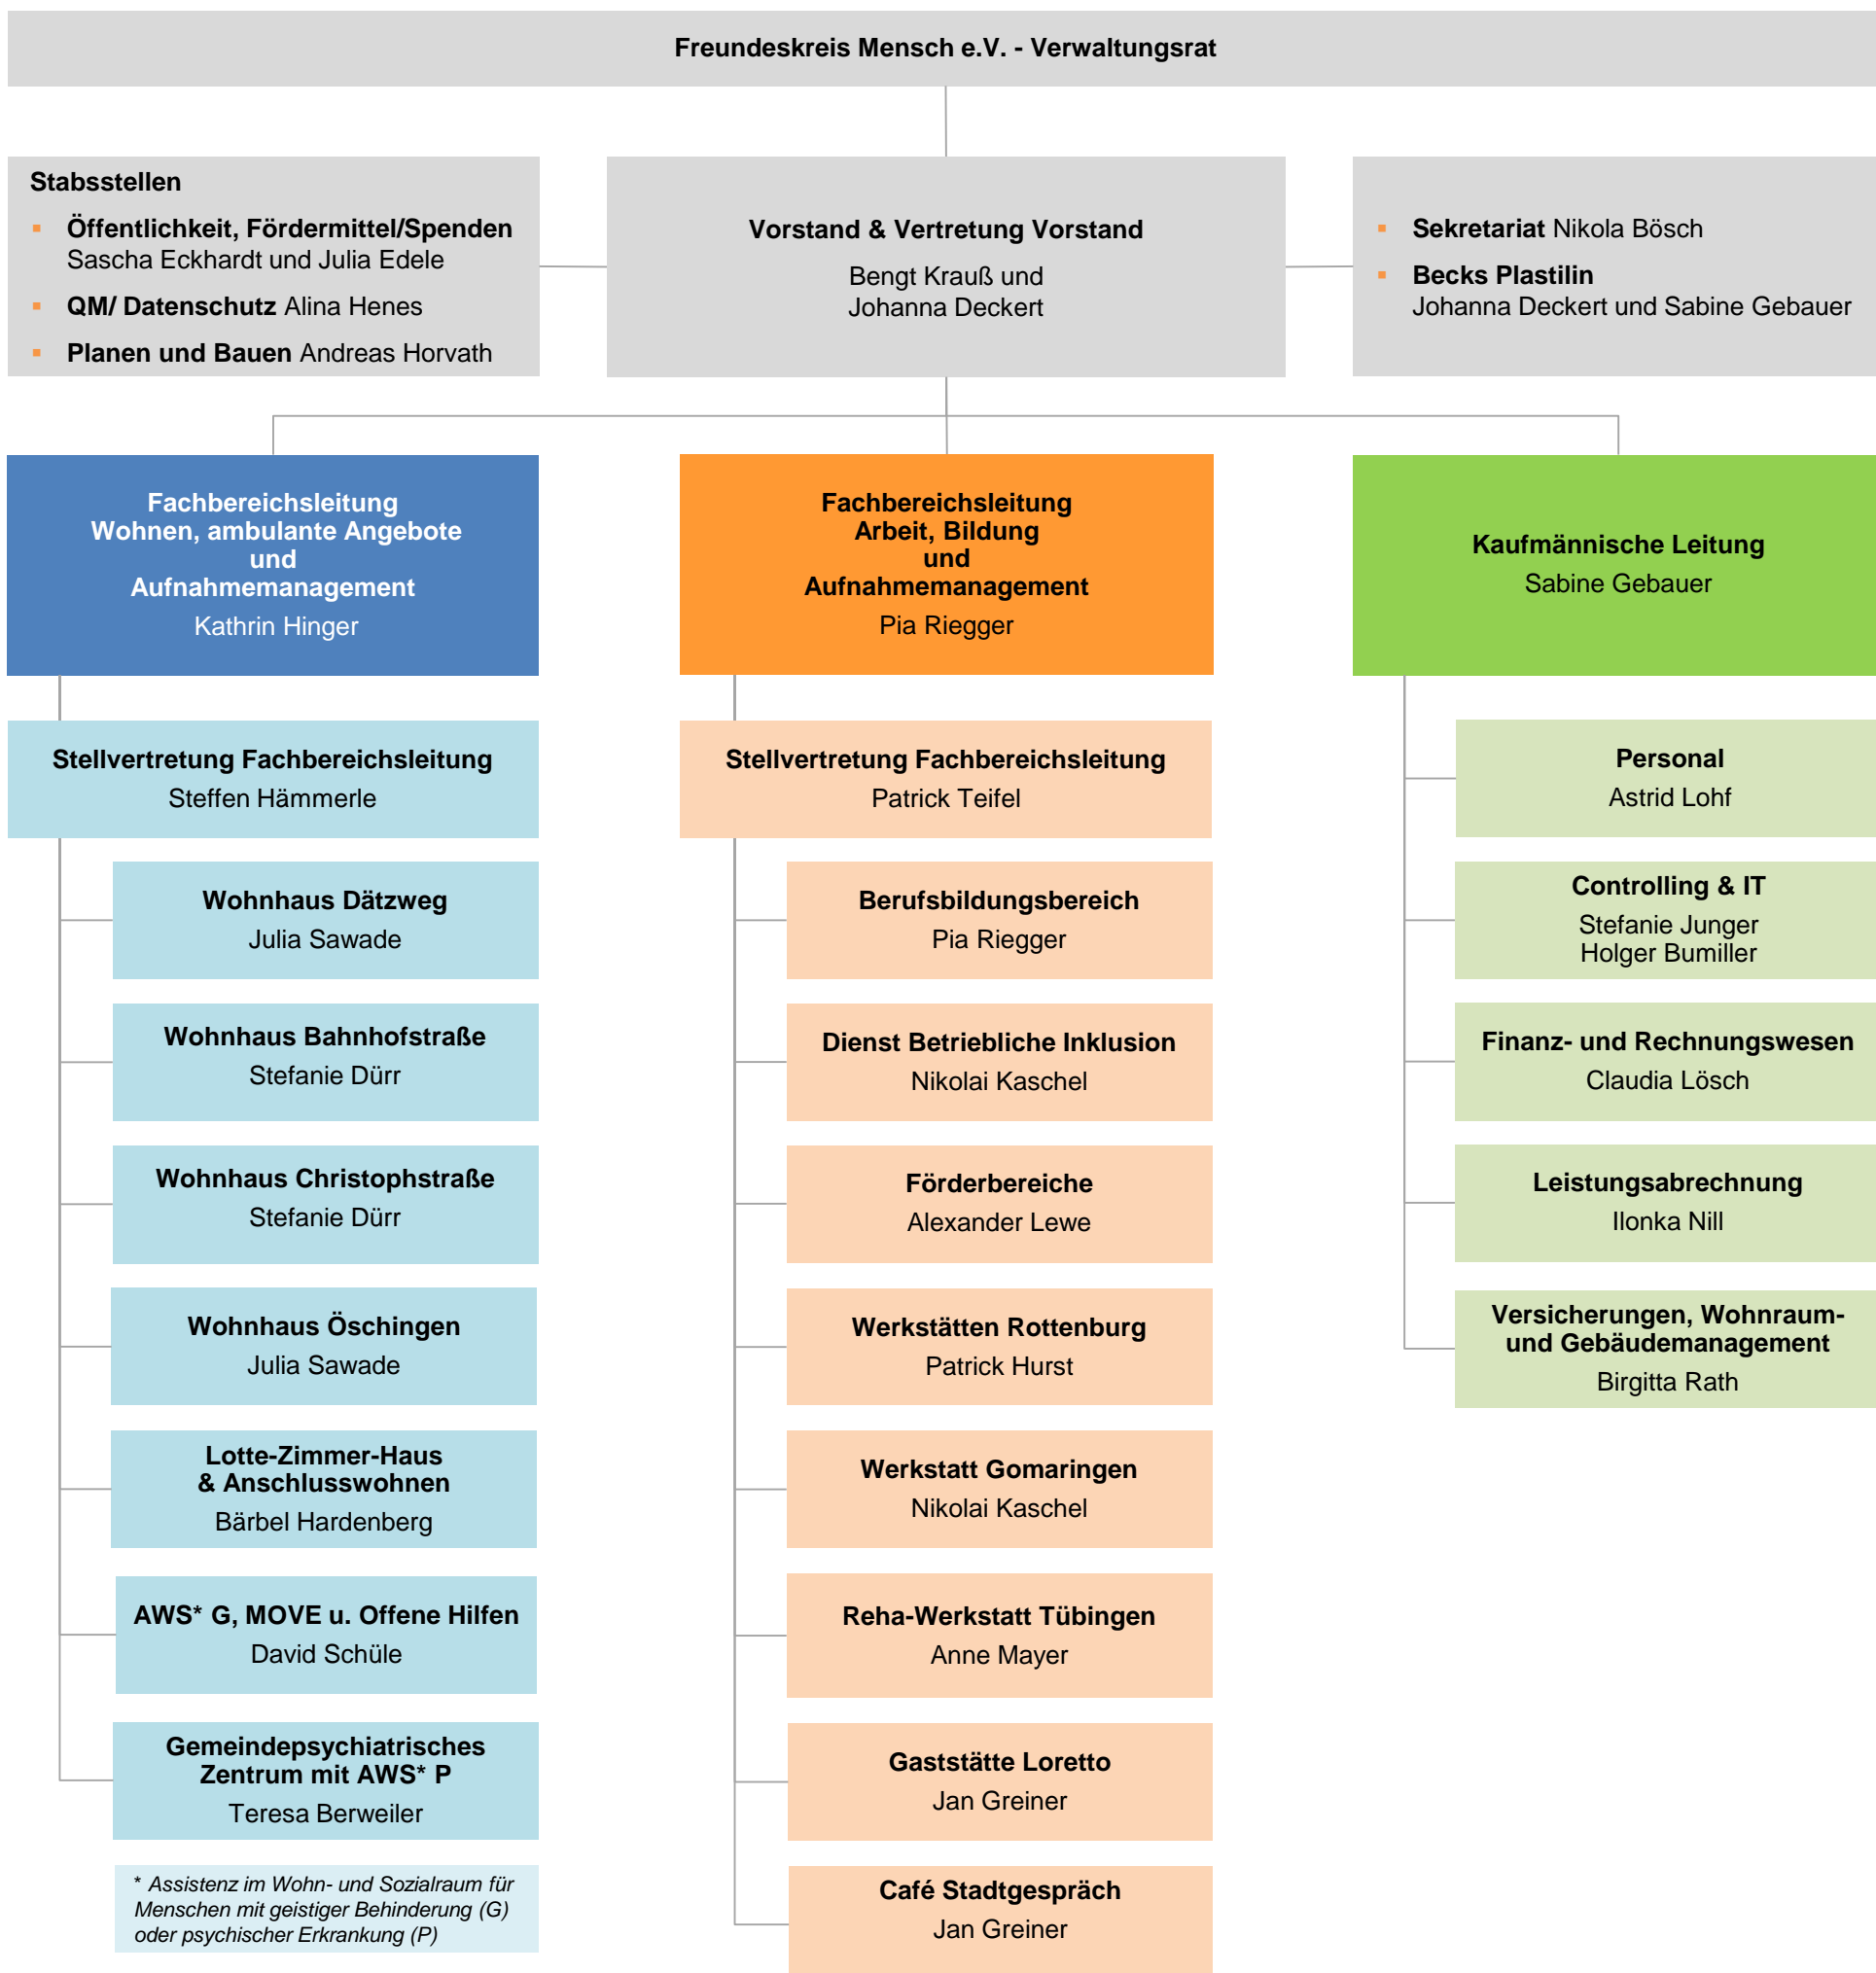 Freundeskreis Mensch e.V. - Verwaltungsrat
Stabsstellen
▪ Öffentlichkeit, Fördermittel/Spenden
Sascha Eckhardt und Julia Edele
▪ QM/ Datenschutz Alina Henes
▪ Planen und Bauen Andreas Horvath
Vorstand & Vertretung Vorstand
Bengt Krauß und
Johanna Deckert
▪ Sekretariat Nikola Bösch
▪ Becks Plastilin
Johanna Deckert und Sabine Gebauer
Fachbereichsleitung
Wohnen, ambulante Angebote
und
Aufnahmemanagement
Kathrin Hinger
Stellvertretung Fachbereichsleitung
Steffen Hämmerle
Wohnhaus Dätzweg
Julia Sawade
Wohnhaus Bahnhofstraße
Stefanie Dürr
Wohnhaus Christophstraße
Stefanie Dürr
Wohnhaus Öschingen
Julia Sawade
Lotte-Zimmer-Haus
& Anschlusswohnen
Bärbel Hardenberg
AWS* G, MOVE u. Offene Hilfen
David Schüle
Gemeindepsychiatrisches
Zentrum mit AWS* P
Teresa Berweiler
* Assistenz im Wohn- und Sozialraum für
Menschen mit geistiger Behinderung (G)
oder psychischer Erkrankung (P)
Fachbereichsleitung
Arbeit, Bildung
und
Aufnahmemanagement
Pia Riegger
Stellvertretung Fachbereichsleitung
Patrick Teifel
Berufsbildungsbereich
Pia Riegger
Dienst Betriebliche Inklusion
Nikolai Kaschel
Förderbereiche
Alexander Lewe
Werkstätten Rottenburg
Patrick Hurst
Werkstatt Gomaringen
Nikolai Kaschel
Reha-Werkstatt Tübingen
Anne Mayer
Gaststätte Loretto
Jan Greiner
Café Stadtgespräch
Jan Greiner
Kaufmännische Leitung
Sabine Gebauer
Personal
Astrid Lohf
Controlling & IT
Stefanie Junger
Holger Bumiller
Finanz- und Rechnungswesen
Claudia Lösch
Leistungsabrechnung
Ilonka Nill
Versicherungen, Wohnraum-
und Gebäudemanagement
Birgitta Rath